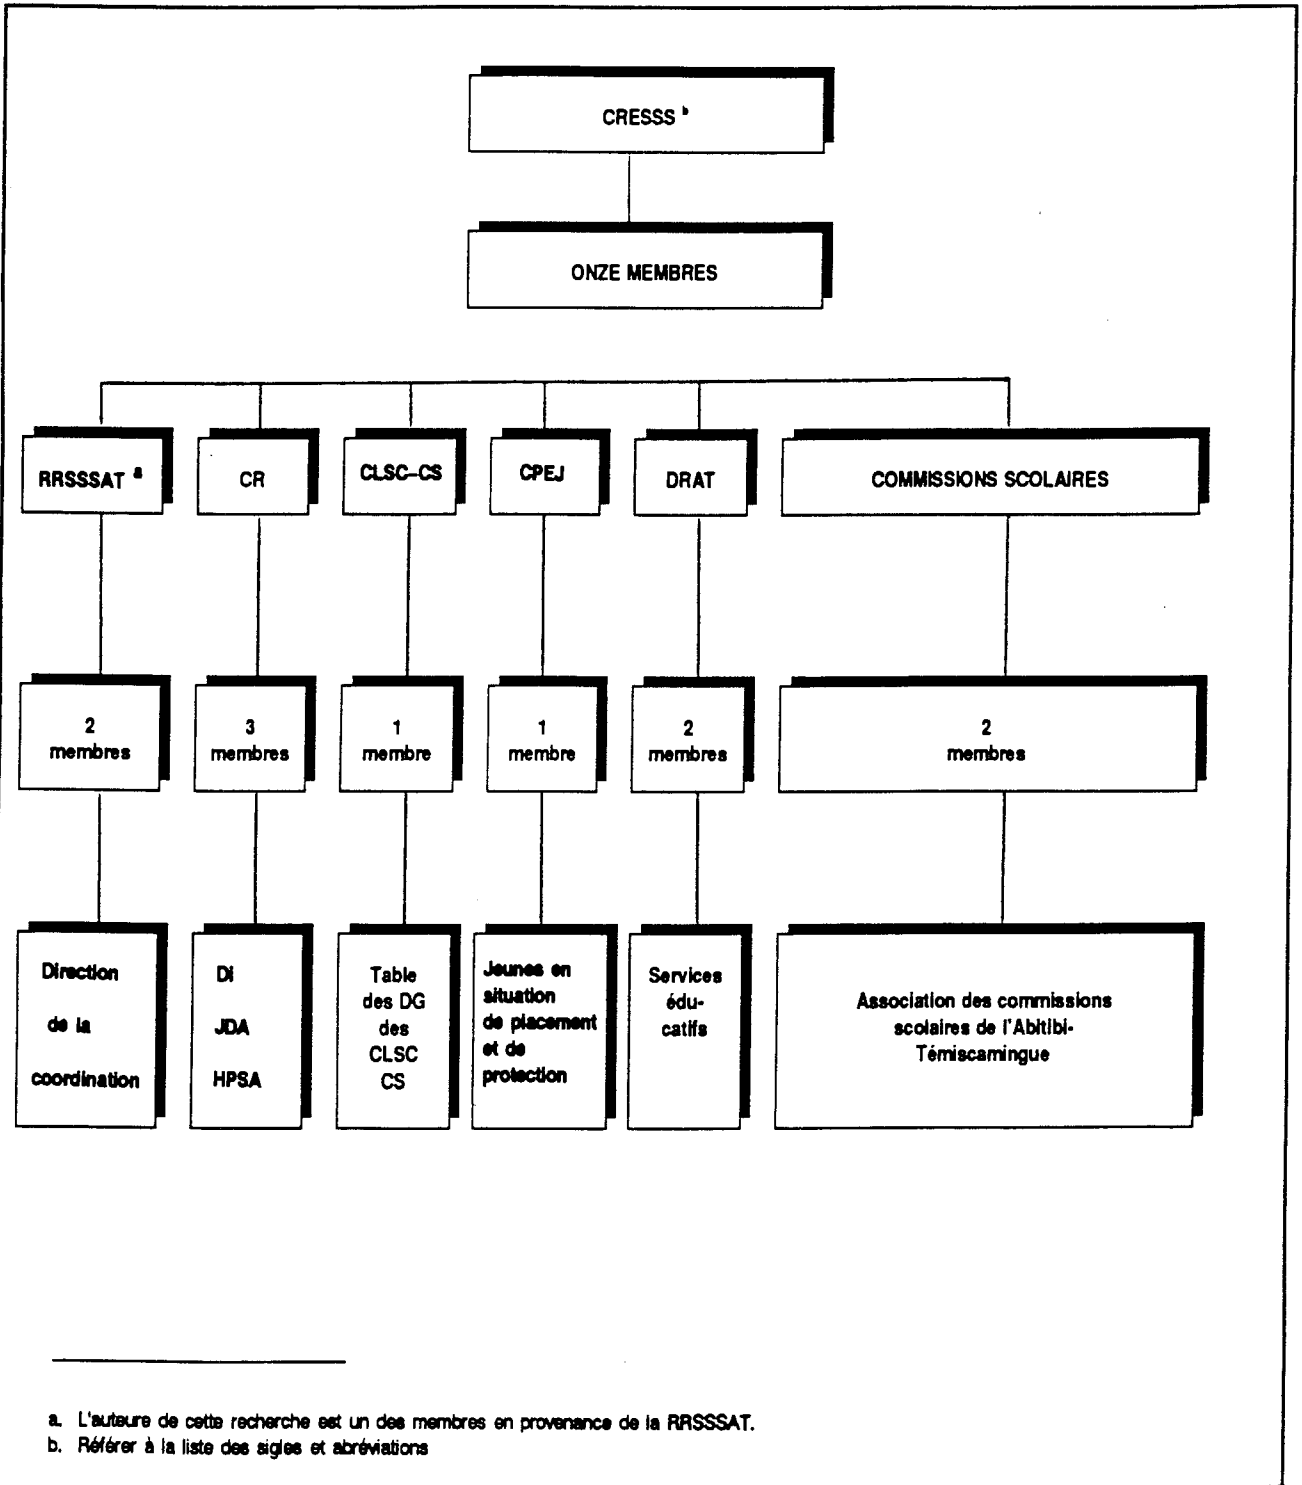 CRESSS b
ONZE MEMBRES
RRSSSAT a
CR
CLSC-CS
CPEJ
DRAT
COMMISSIONS SCOLAIRES
2
membres
3
membres
1
membre
1
membre
2
membres
2
membres
Direction
de la
coordination
DI
JDA
HPSA
Table
des DG
des
CLSC
CS
Jeunes en
situation
de placement
et de
protection
Services
édu-
catifs
Association des commissions
scolaires de l'Abitibi-
Témiscamingue
a. L'auteure de cette recherche est un des membres en provenance de la RRSSSAT.
b. Référer à la liste des sigles et abréviations